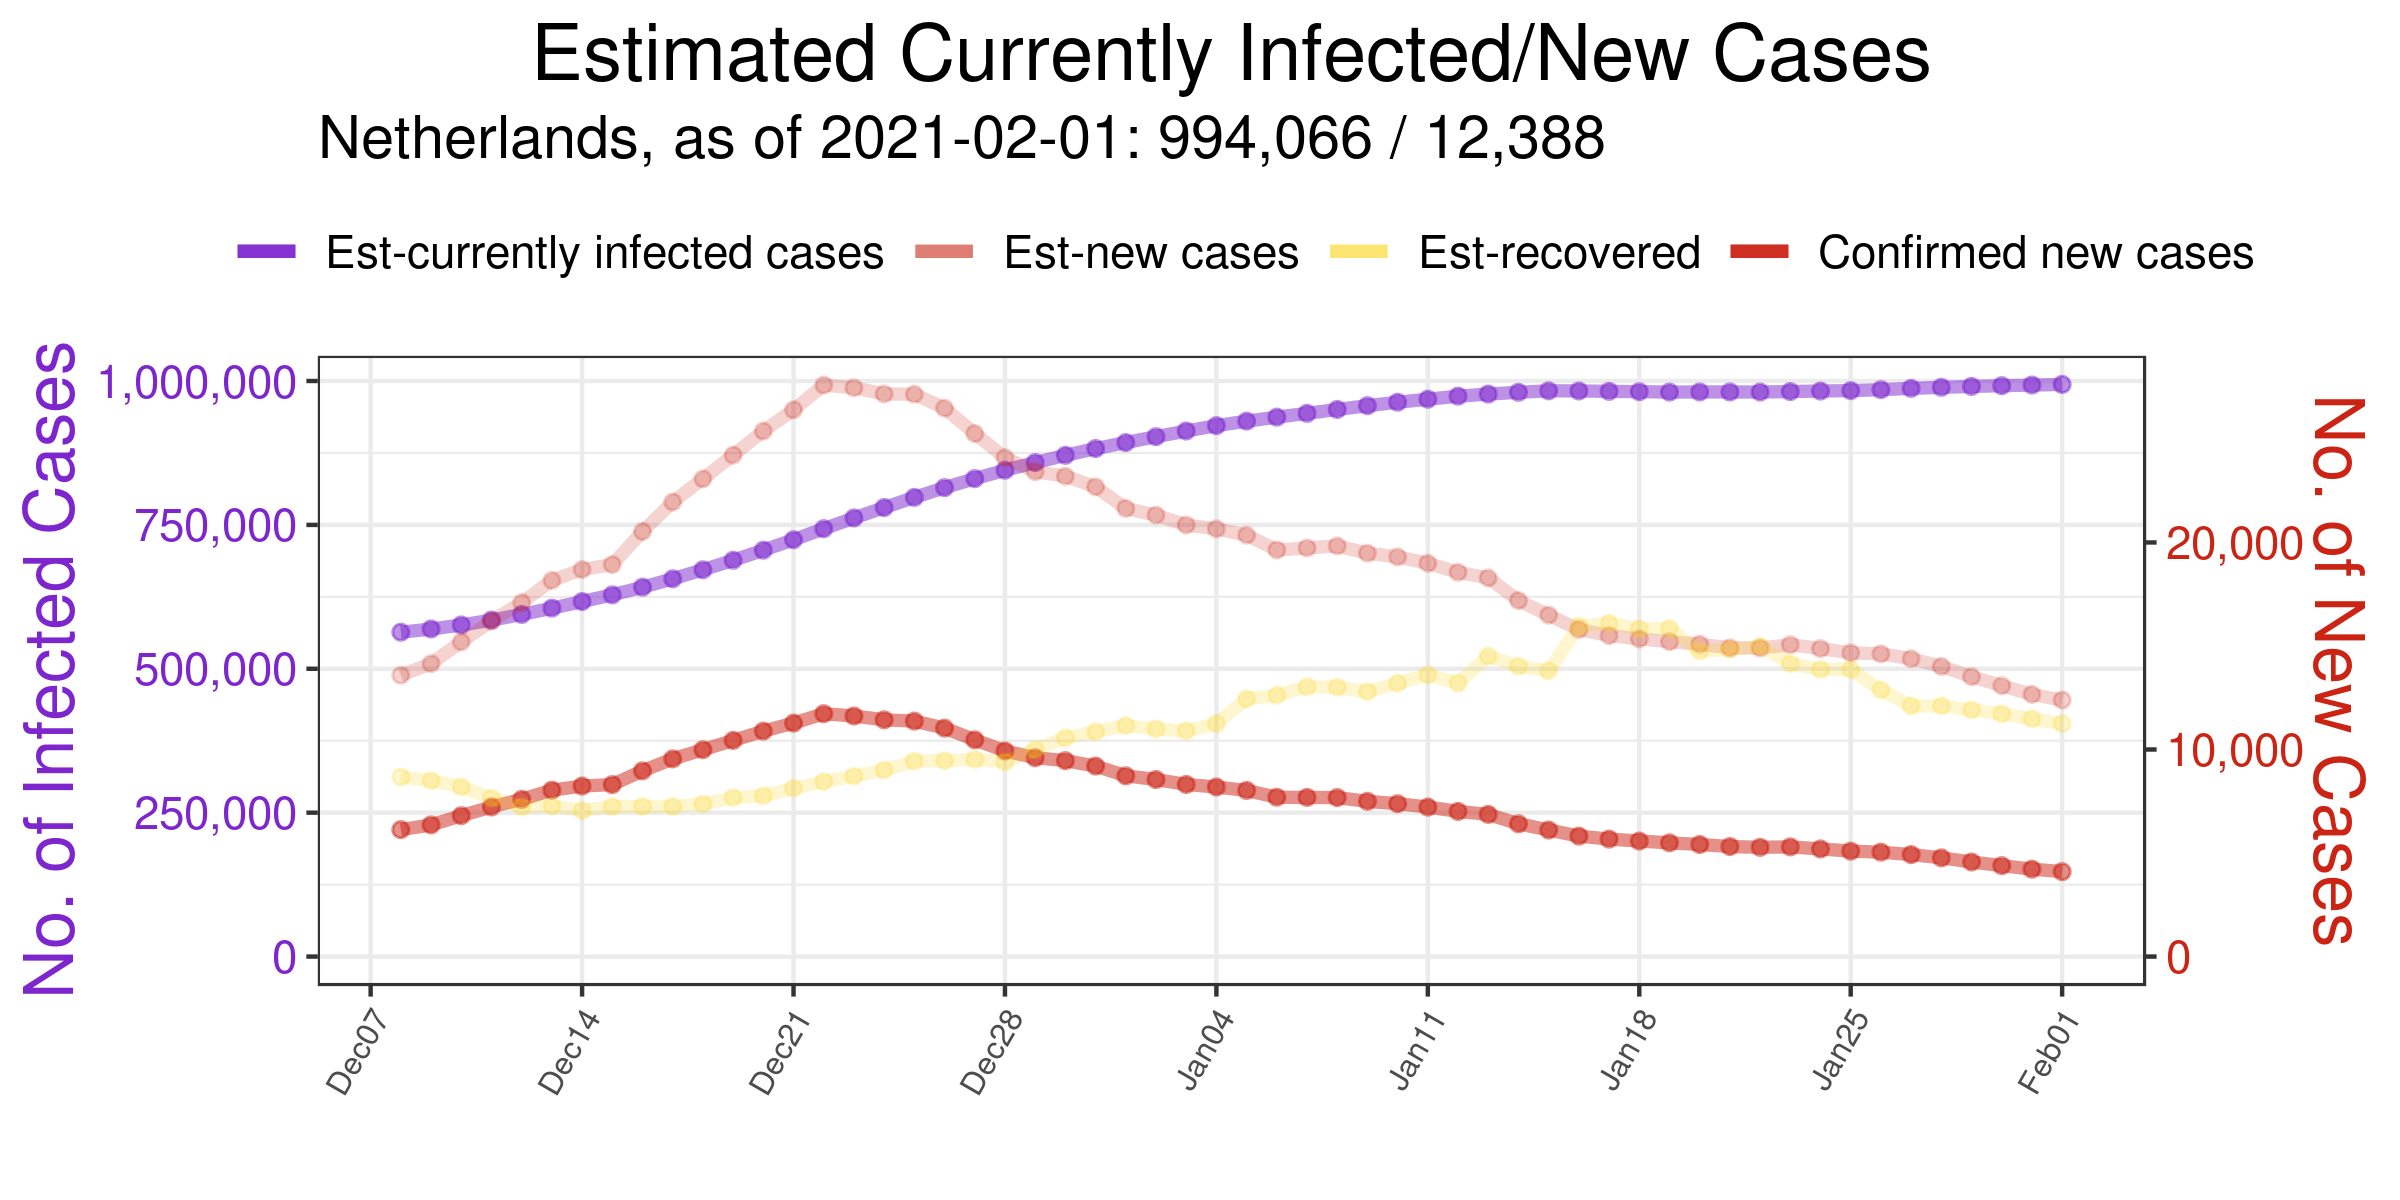 Estimated Currently Infected/New Cases
Netherlands, as of 2021-02-01: 994,066 / 12,388
Est-currently infected cases Est-new cases Est-recovered Confirmed new cases
No. of Infected Cases
1,000,000
750,000
500,000
250,000
0
20,000
10,000
0
No. of New Cases
Dec07 Dec14 Dec21 Dec28 Jan04 Jan11 Jan18 Jan25 Feb01